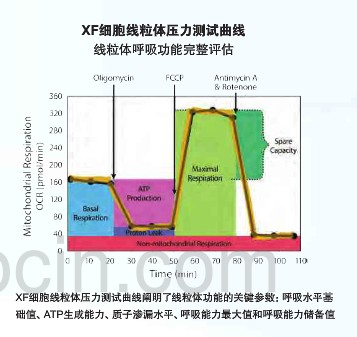 XF细胞线粒体压力测试曲线
线粒体呼吸功能完整评估
Oligomycin
FCCP
Antimycin A
& Rotenone
Mitochondrial Respiration
OCR (pmol/min)
360
320
280
240
200
160
120
80
40
0
Basal
Respiration
ATP
Production
Proton Leak
Maximal
Respiration
Spare
Capacity
Non-mitochondrial Respiration
0 10 20 30 40 50 60 70 80 90 100 110
Time (min)
ocin.com
XF细胞线粒体压力测试曲线阐明了线粒体功能的关键参数：呼吸水平基
础值、ATP生成能力、质子渗漏水平、呼吸能力最大值和呼吸能力储备值